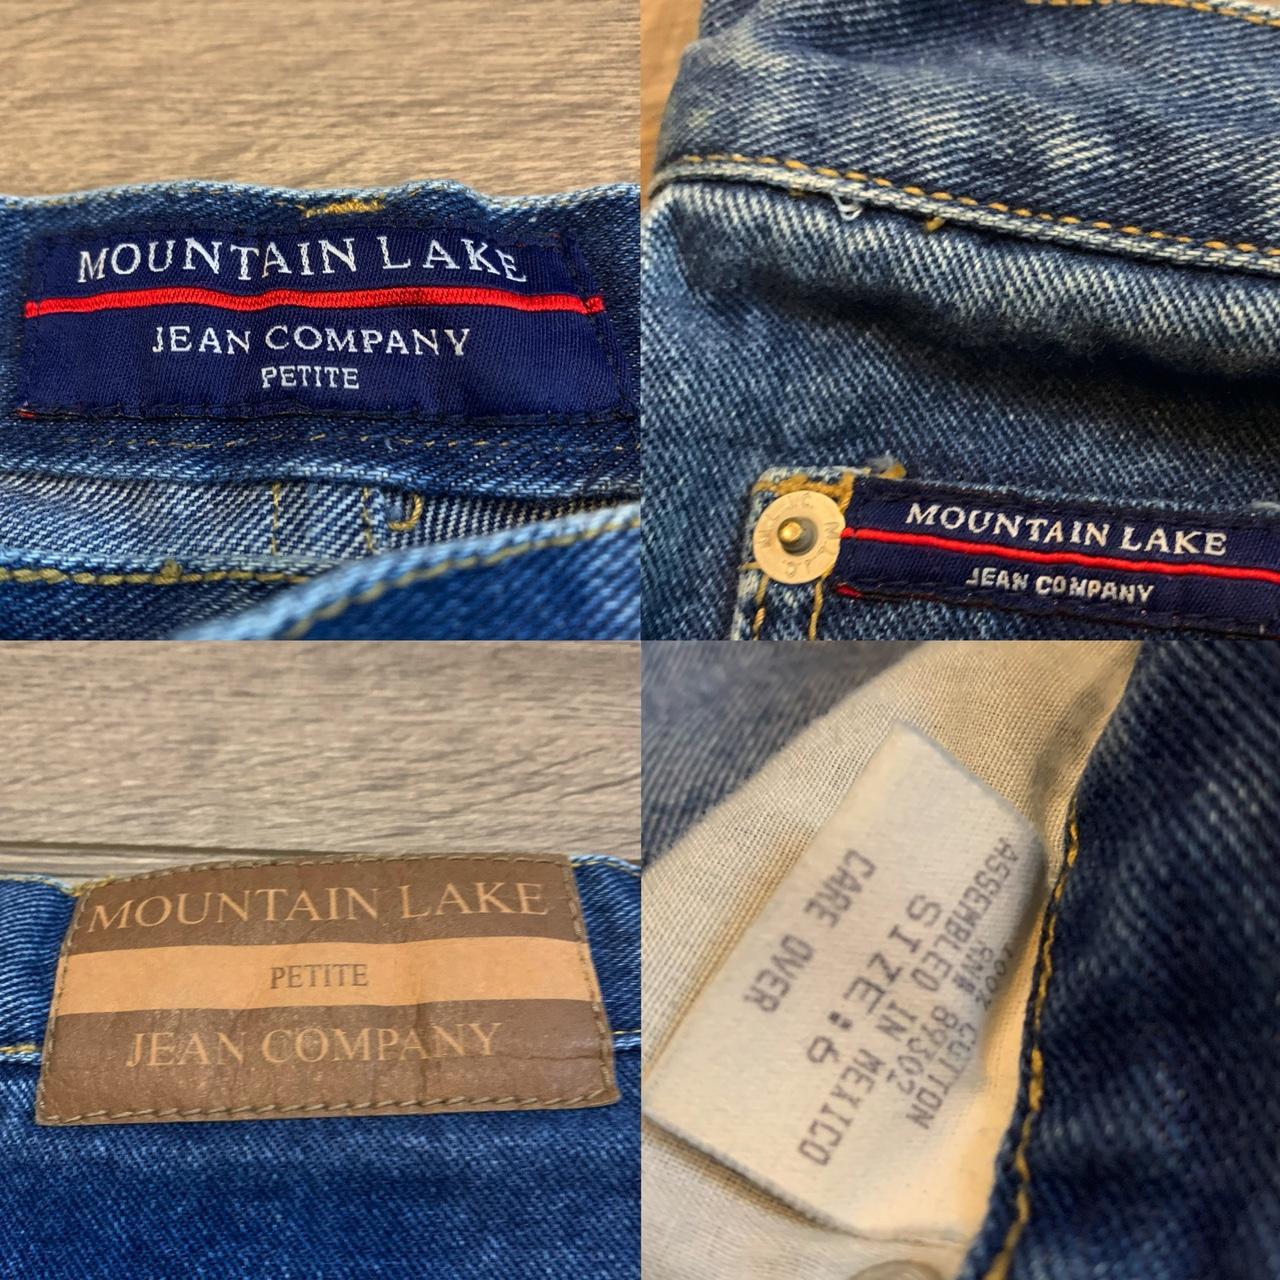 MOUNTAIN LAKE
JEAN COMPANY
PETITE
MOUNTAIN LAKE
JEAN COMPANY
MOUNTAIN LAKE
PETITE
JEAN COMPANY
100% COTTON
RN# 89302
ASSEMBLED IN MEXICO
SIZE:6
CARE OVER